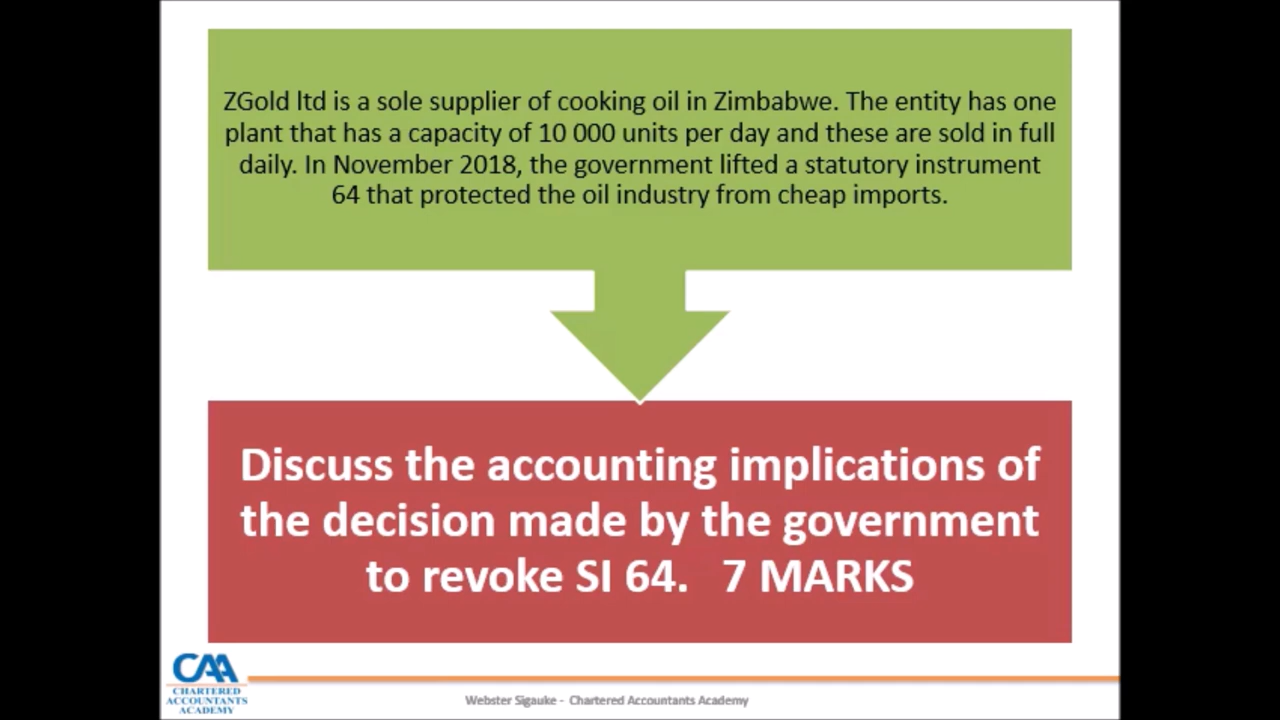 ZGold ltd is a sole supplier of cooking oil in Zimbabwe. The entity has one
plant that has a capacity of 10 000 units per day and these are sold in full
daily. In November 2018, the government lifted a statutory instrument
64 that protected the oil industry from cheap imports.
Discuss the accounting implications of
the decision made by the government
to revoke SI 64. 7 MARKS
CAA
CHARTERED
ACCOUNTANTS
ACADEMY
Webster Sigauke - Chartered Accountants Academy